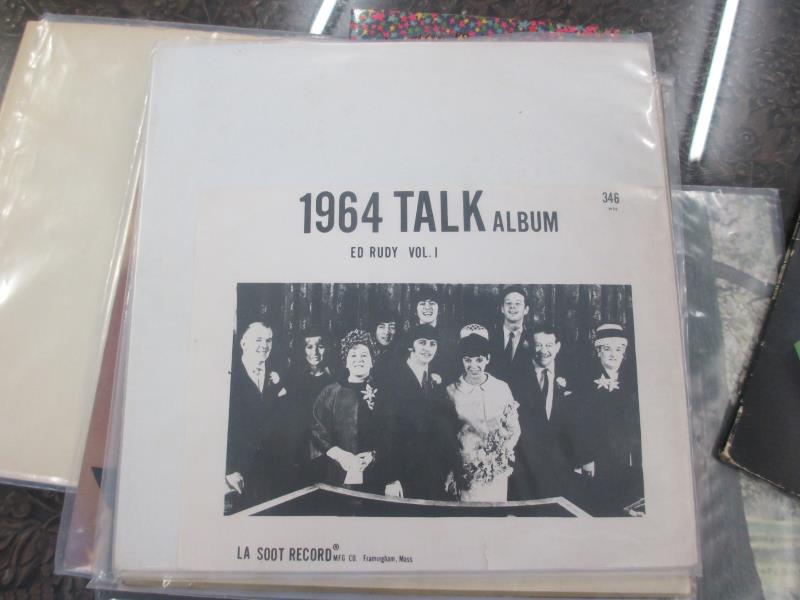 1964 TALK ALBUM
346
ED RUDY VOL. I
LA SOOT RECORD® MFG CO. Framingham, Mass